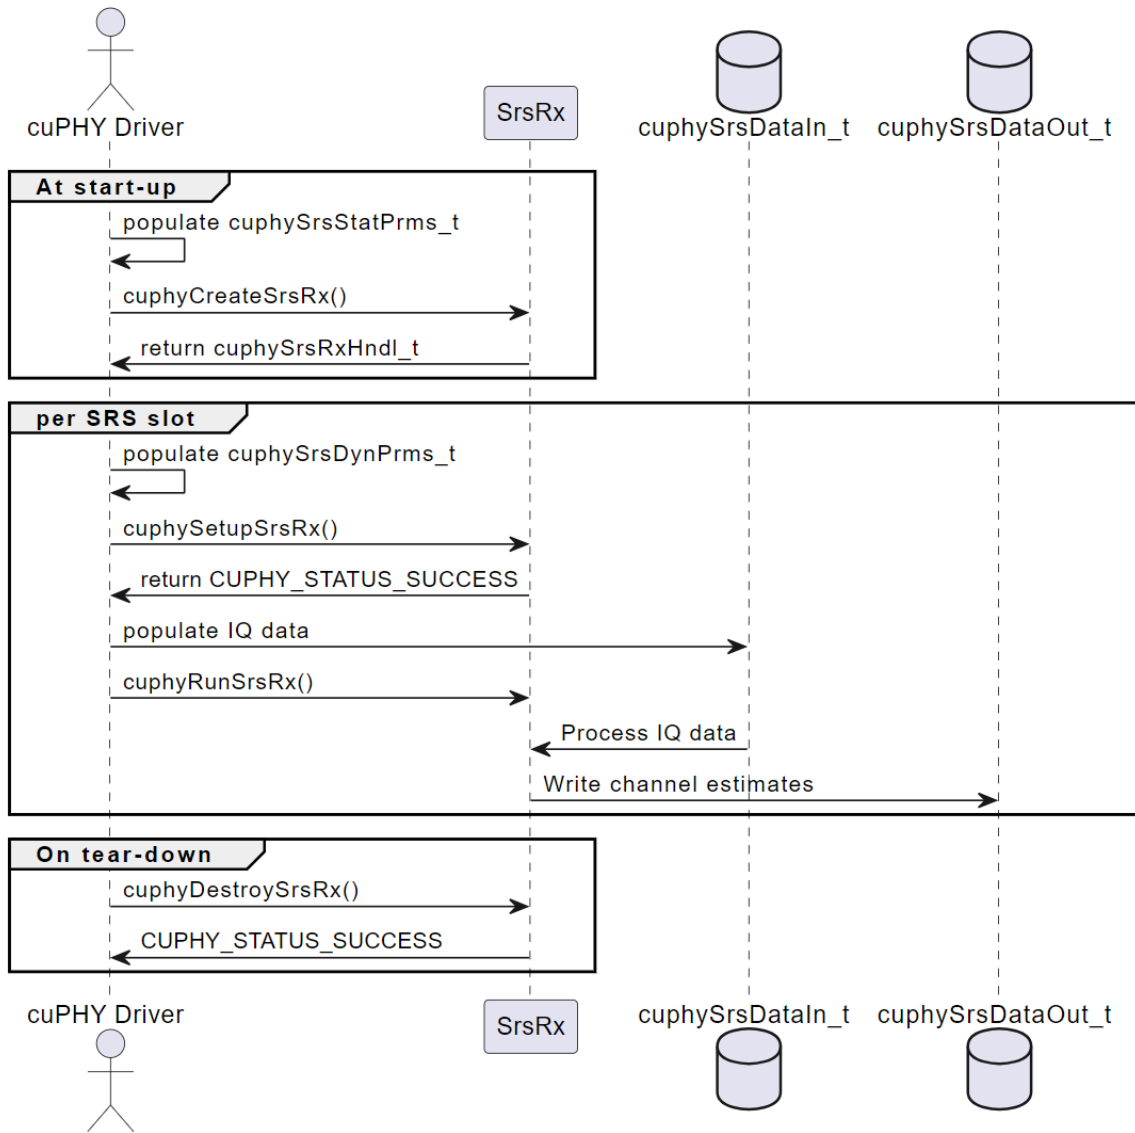 cuPHY Driver
SrsRx
cuphySrsDataIn_t
cuphySrsDataOut_t
At start-up
populate cuphySrsStatPrms_t
cuphyCreateSrsRx()
return cuphySrsRxHndl_t
per SRS slot
populate cuphySrsDynPrms_t
cuphySetupSrsRx()
return CUPHY_STATUS_SUCCESS
populate IQ data
cuphyRunSrsRx()
Process IQ data
Write channel estimates
On tear-down
cuphyDestroySrsRx()
CUPHY_STATUS_SUCCESS
cuPHY Driver
SrsRx
cuphySrsDataIn_t
cuphySrsDataOut_t